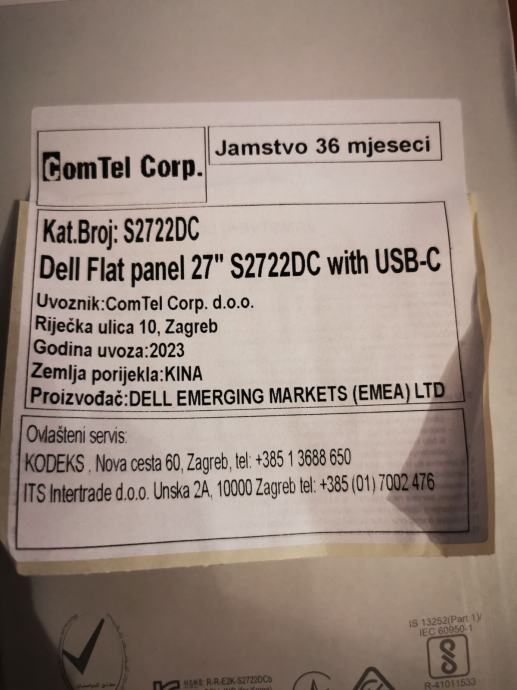 ComTel Corp.
Jamstvo 36 mjeseci
Kat.Broj: S2722DC
Dell Flat panel 27" S2722DC with USB-C
Uvoznik:ComTel Corp. d.o.o.
Riječka ulica 10, Zagreb
Godina uvoza:2023
Zemlja porijekla:KINA
Proizvođač:DELL EMERGING MARKETS (EMEA) LTD
Ovlašteni servis:
KODEKS , Nova cesta 60, Zagreb, tel: +385 1 3688 650
ITS Intertrade d.o.o. Unska 2A, 10000 Zagreb tel: +385 (01) 7002 476
IS 13252(Part 1)/
IEC 60950-1
R-R-E2K-S2722DCb
R-41011533